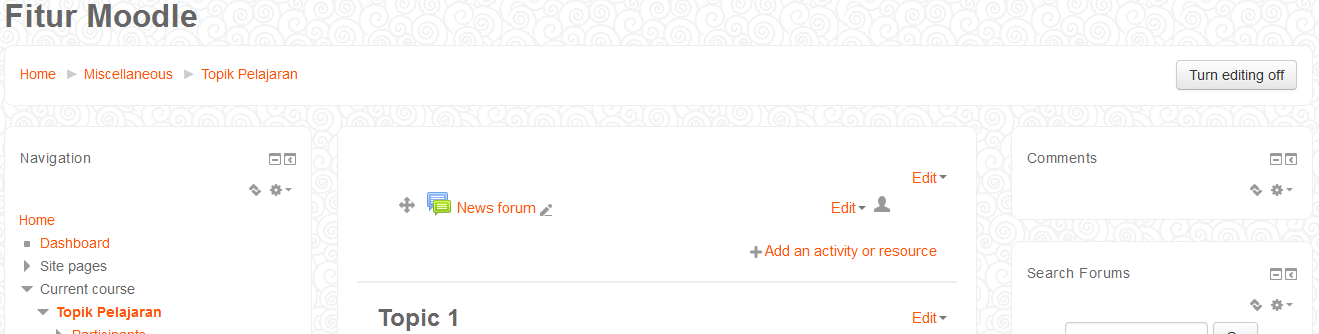 Fitur Moodle
Home Miscellaneous Topik Pelajaran
Turn editing off
Navigation
Home
Dashboard
Site pages
Current course
Topik Pelajaran
Participants
Edit
News forum Edit
Add an activity or resource
Topic 1 Edit
Comments
Search Forums